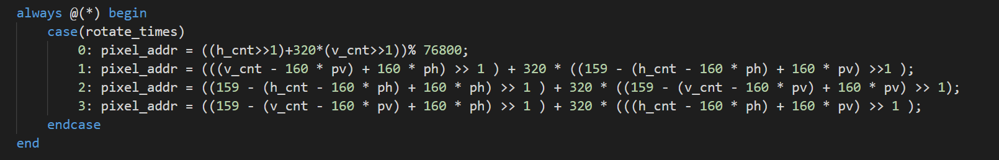 always @(*) begin
    case(rotate_times)
        0: pixel_addr = ((h_cnt>>1)+320*(v_cnt>>1))% 76800;
        1: pixel_addr = (((v_cnt - 160 * pv) + 160 * ph) >> 1 ) + 320 * ((159 - (h_cnt - 160 * ph) + 160 * pv) >>1 );
        2: pixel_addr = ((159 - (h_cnt - 160 * ph) + 160 * ph) >> 1 ) + 320 * ((159 - (v_cnt - 160 * pv) + 160 * pv) >> 1);
        3: pixel_addr = ((159 - (v_cnt - 160 * pv) + 160 * ph) >> 1 ) + 320 * (((h_cnt - 160 * ph) + 160 * pv) >> 1 );
    endcase
end